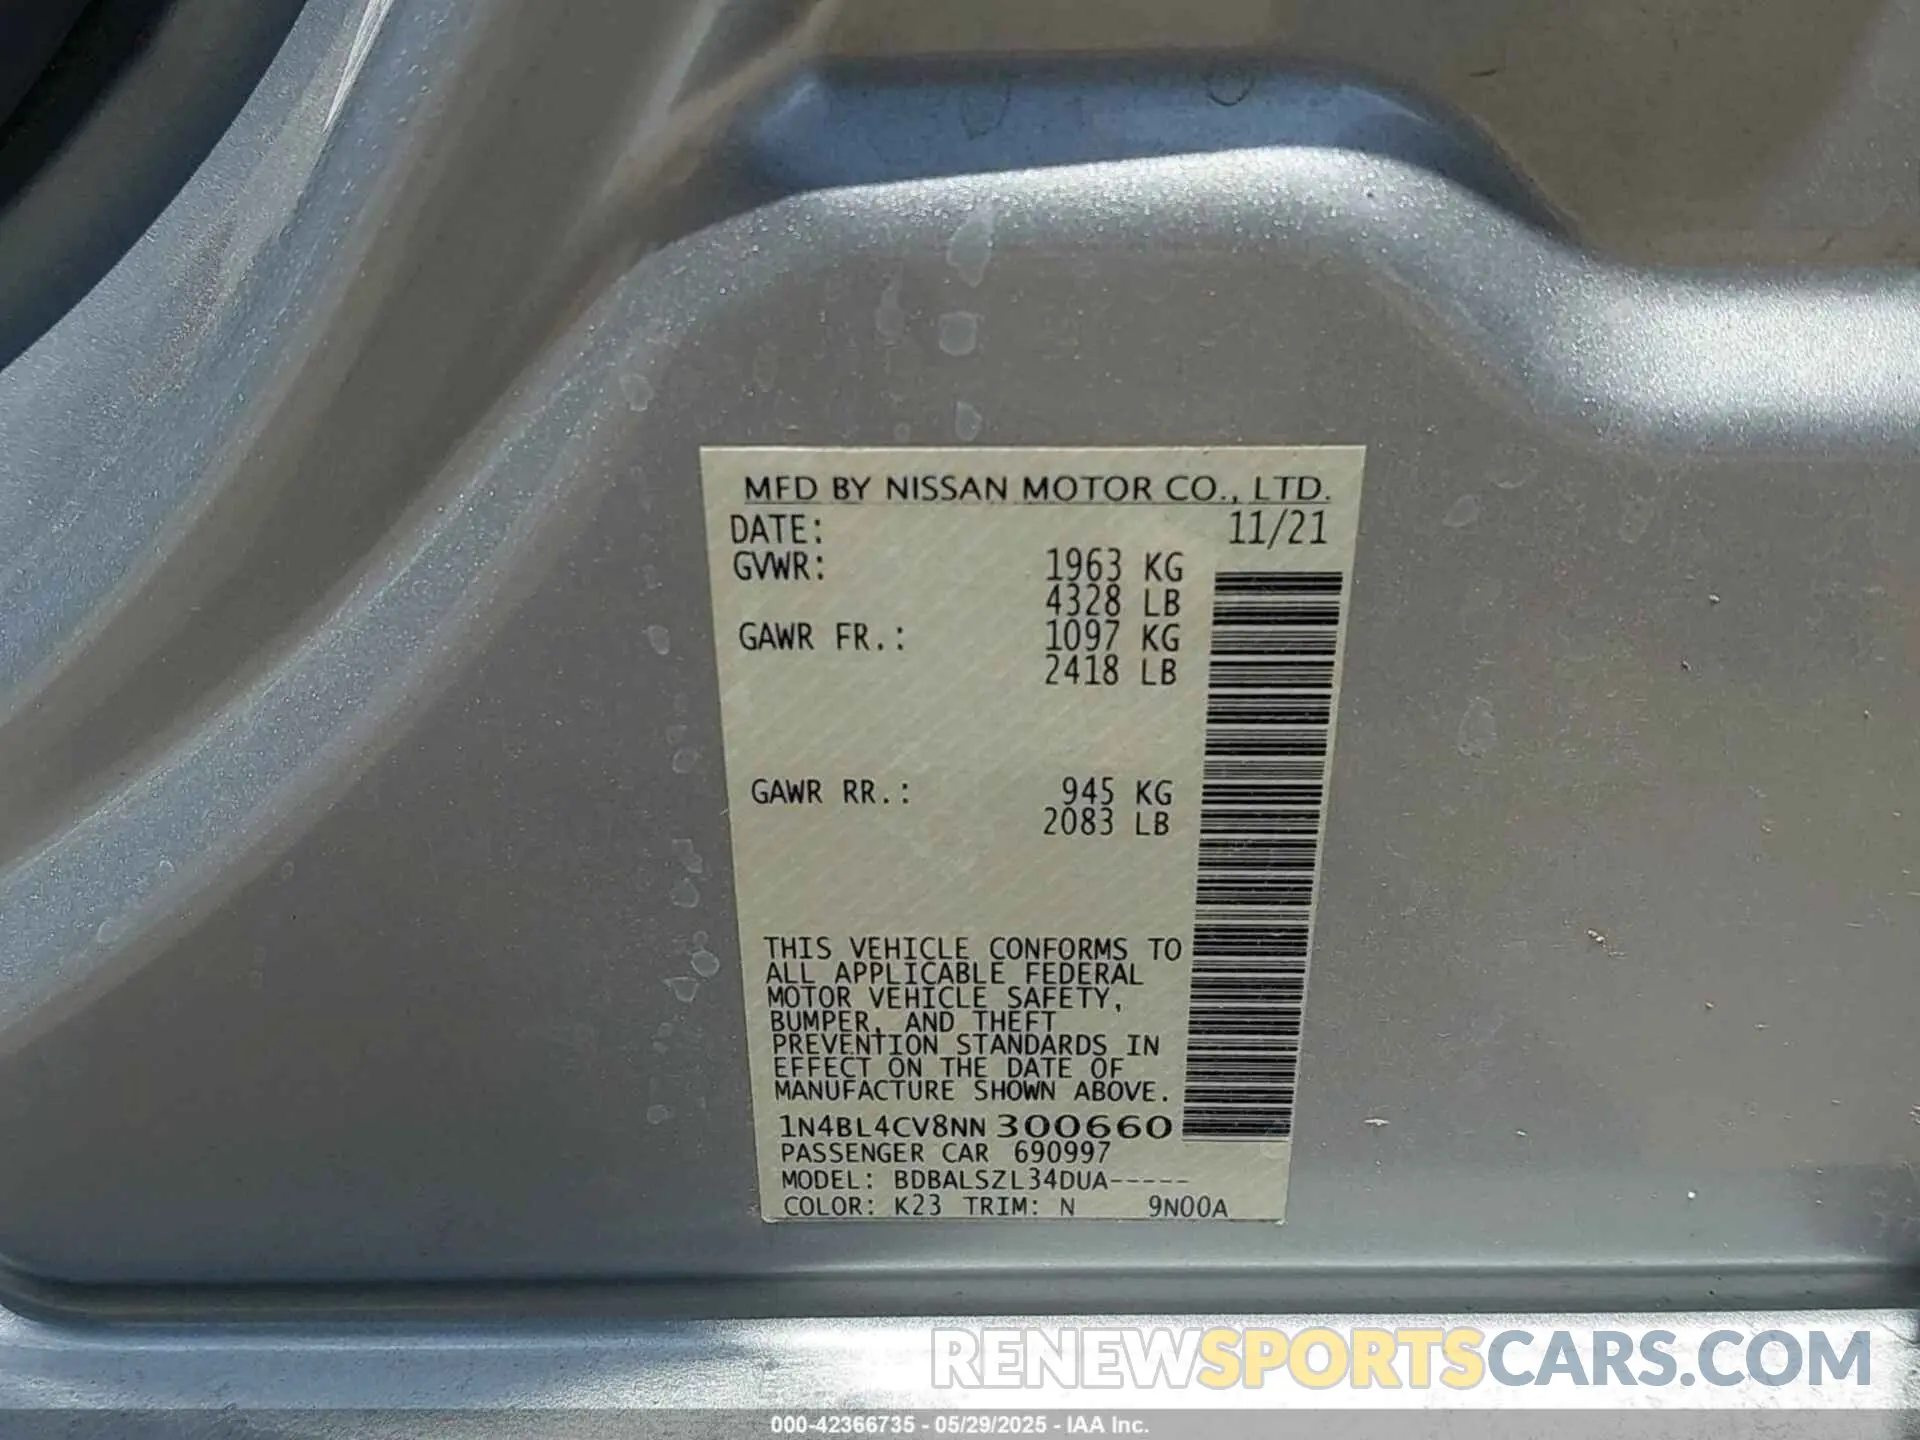 MFD BY NISSAN MOTOR CO., LTD.
DATE: 11/21
GVWR: 1963 KG
4328 LB
GAWR FR.: 1097 KG
2418 LB
GAWR RR.: 945 KG
2083 LB
THIS VEHICLE CONFORMS TO
ALL APPLICABLE FEDERAL
MOTOR VEHICLE SAFETY,
BUMPER, AND THEFT
PREVENTION STANDARDS IN
EFFECT ON THE DATE OF
MANUFACTURE SHOWN ABOVE.
1N4BL4CV8NN300660
PASSENGER CAR 690997
MODEL: BDBALSZL34DUA-----
COLOR: K23 TRIM: N 9N00A
RENEWSPORTSCARS.COM
000-42366735 - 05/29/2025 - IAA Inc.